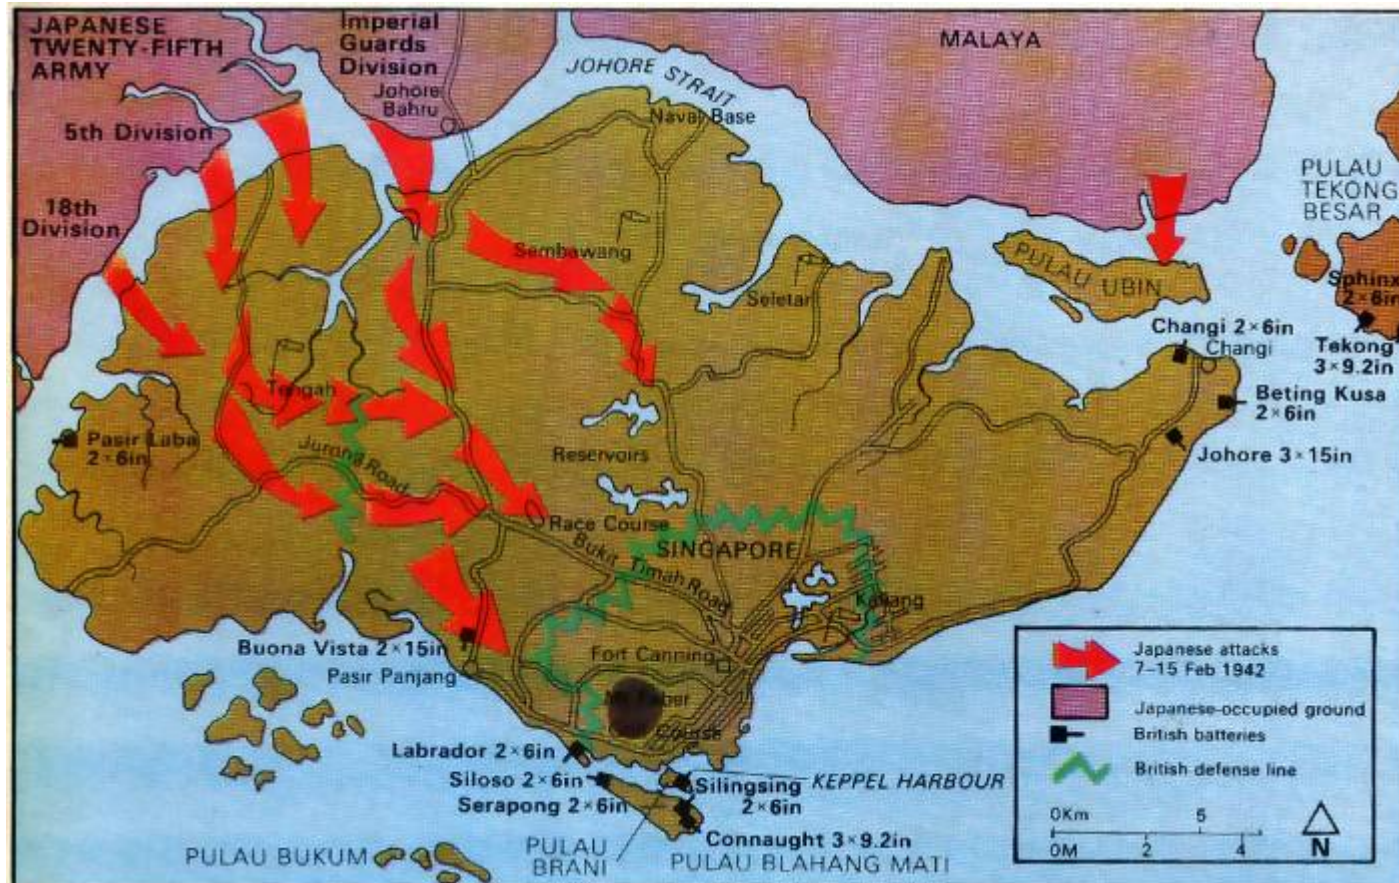 JAPANESE
TWENTY-FIFTH
ARMY
Imperial
Guards
Division
Johore
Bahru
JOHORE STRAIT
MALAYA
5th Division
18th
Division
Naval Base
PULAU
TEKONG
BESAR
Sembawang
Seletar
PULAU UBIN
Sphinx
2×6in
Tekong
3×9.2in
Changi 2×6in
Changi
Beting Kusa
2×6in
Johore 3×15in
Tengah
Pasir Laba
2×6in
Jurong Road
Reservoirs
Race Course
SINGAPORE
Bukit Timah Road
Kallang
Buona Vista 2×15in
Pasir Panjang
Fort Canning
Course
Labrador 2×6in
Siloso 2×6in
Serapong 2×6in
Silingsing
2×6in
KEPPEL HARBOUR
Connaught 3×9.2in
PULAU BUKUM
PULAU
BRANI
PULAU BLAHANG MATI
Japanese attacks
7–15 Feb 1942
Japanese-occupied ground
British batteries
British defense line
0Km 5
0M 2 4
N